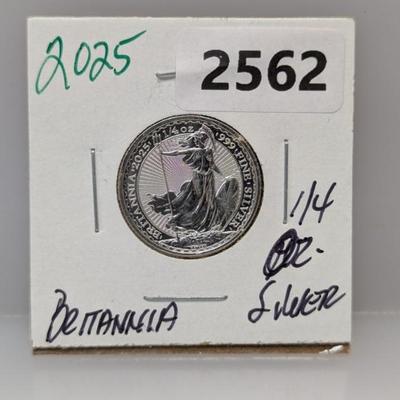 2025
2562
BRITANNIA · 2025 · 1/4 OZ · 999 · FINE · SILVER
1/4
OZ.
SILVER
BRITANNIA